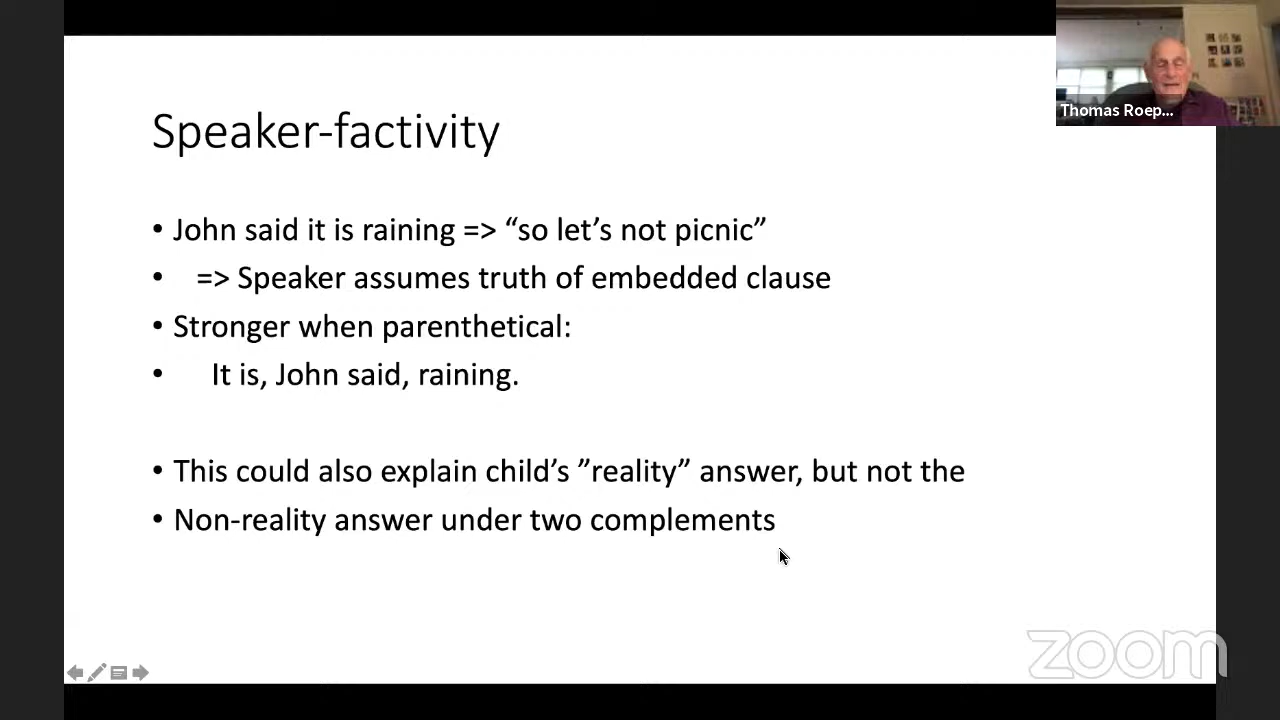 Thomas Roep...
Speaker-factivity
• John said it is raining => “so let’s not picnic”
• => Speaker assumes truth of embedded clause
• Stronger when parenthetical:
• It is, John said, raining.
• This could also explain child’s ”reality” answer, but not the
• Non-reality answer under two complements
zoom